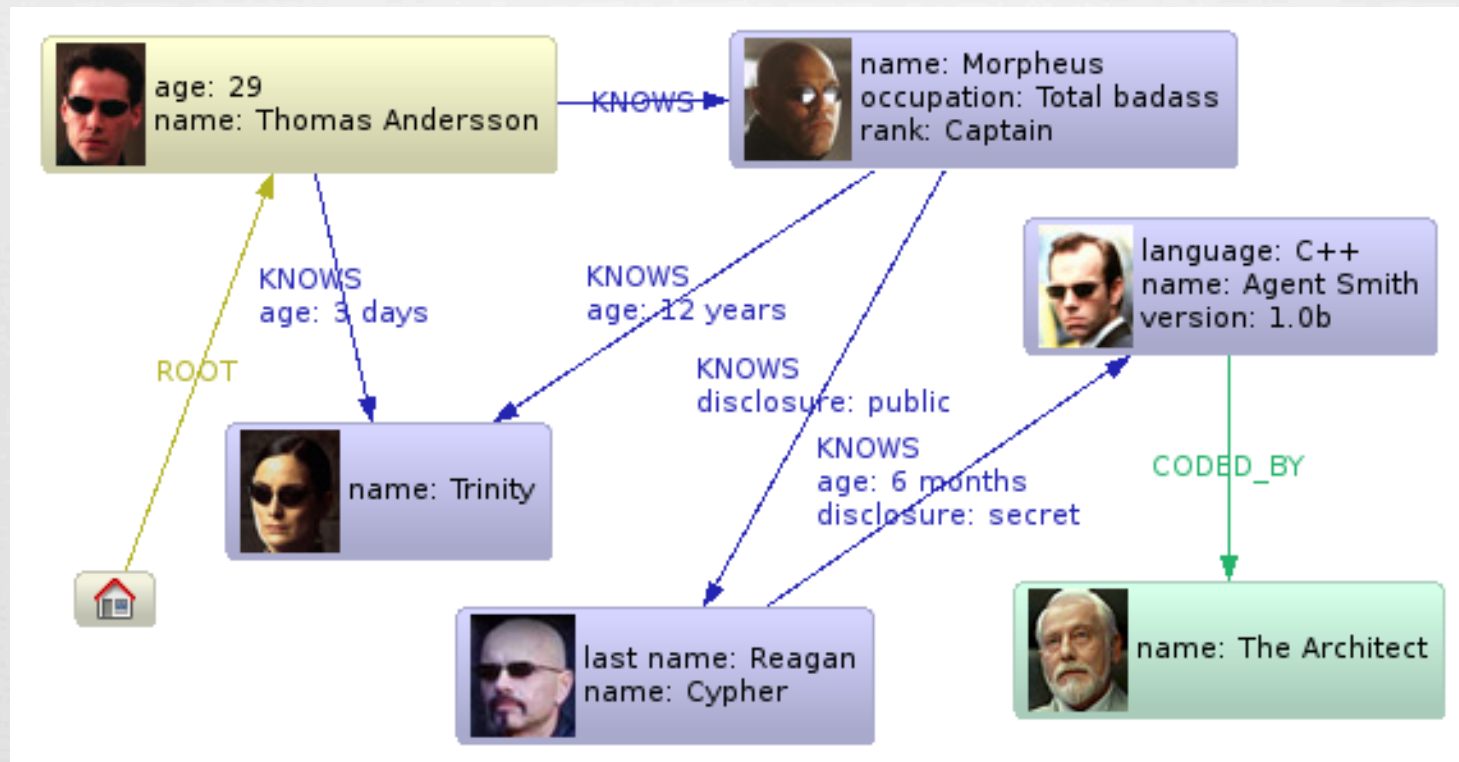 age: 29
name: Thomas Andersson
KNOWS
name: Morpheus
occupation: Total badass
rank: Captain
language: C++
name: Agent Smith
version: 1.0b
KNOWS
age: 3 days
KNOWS
age: 12 years
ROOT
KNOWS
disclosure: public
KNOWS
age: 6 months
disclosure: secret
CODED_BY
name: Trinity
last name: Reagan
name: Cypher
name: The Architect